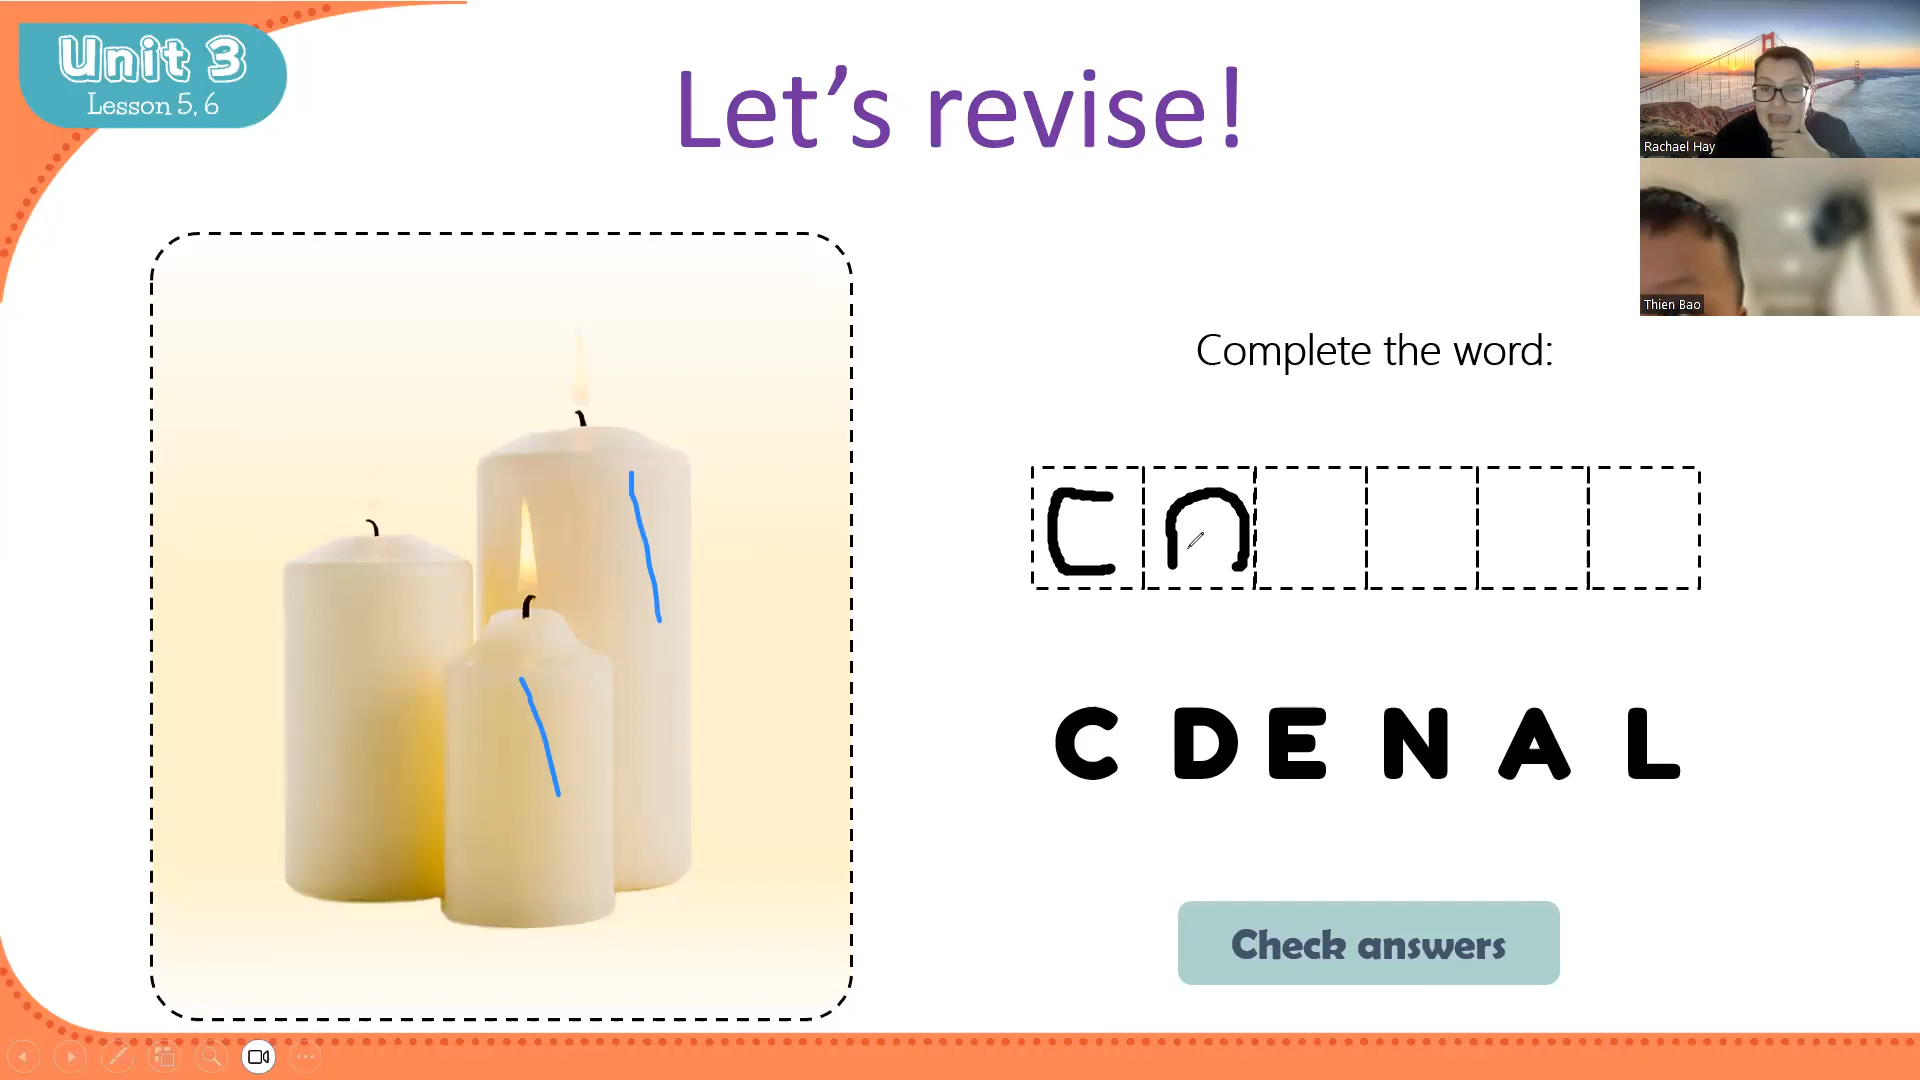 Unit 3
Lesson 5, 6
Let's revise!
Rachael Hay
Thien Bao
Complete the word:
C
C D E N A L
Check answers